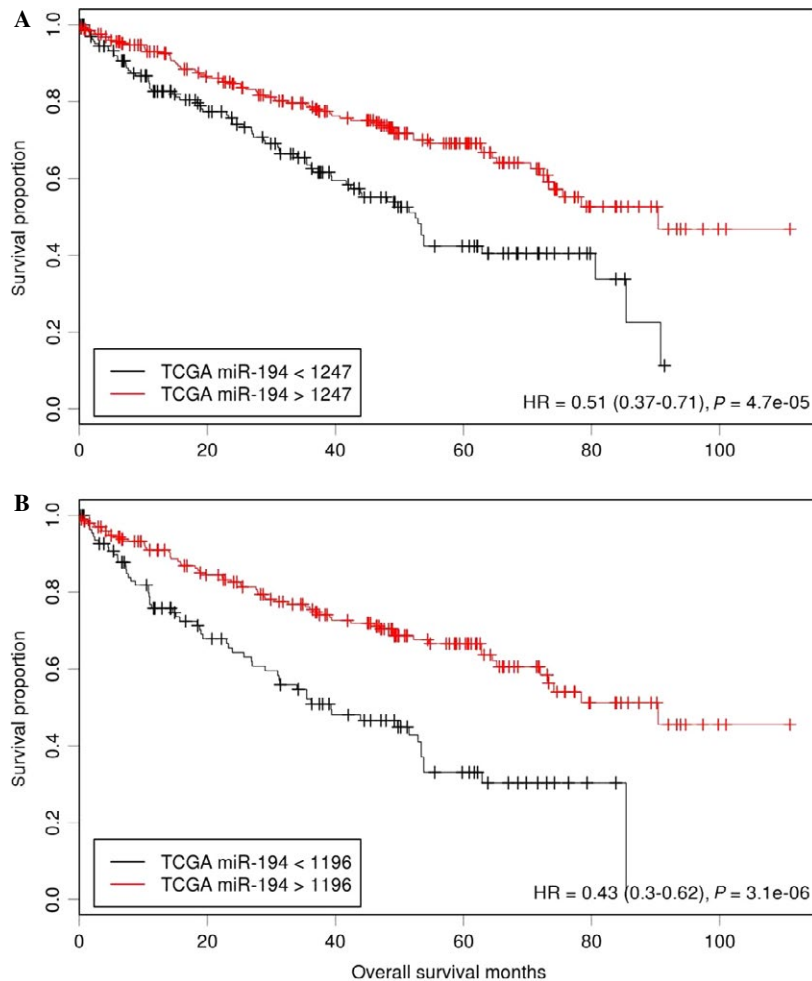 A
1.0
0.8
0.6
0.4
0.2
0.0
Survival proportion
TCGA miR-194 < 1247
TCGA miR-194 > 1247
HR = 0.51 (0.37-0.71), P = 4.7e-05
0 20 40 60 80 100
B
1.0
0.8
0.6
0.4
0.2
0.0
Survival proportion
TCGA miR-194 < 1196
TCGA miR-194 > 1196
HR = 0.43 (0.3-0.62), P = 3.1e-06
0 20 40 60 80 100
Overall survival months